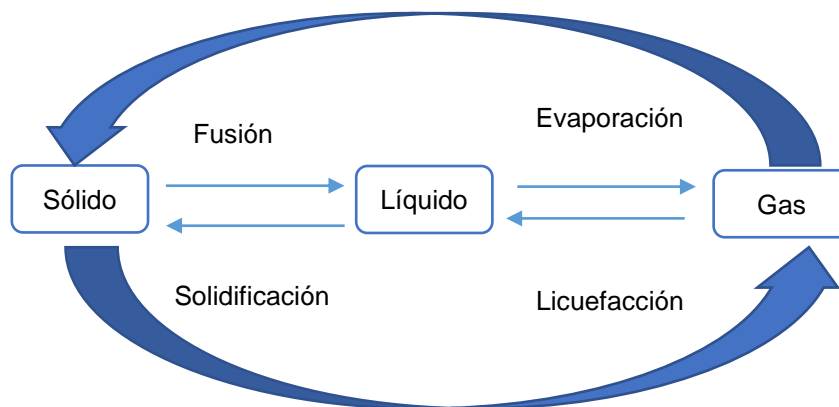 Fusión
Evaporación
Sólido
Líquido
Gas
Solidificación
Licuefacción